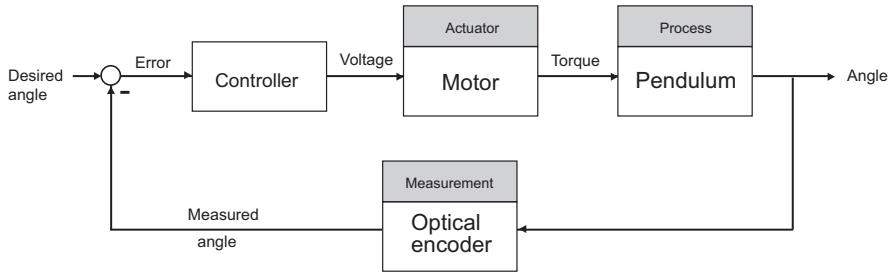 Actuator
Process
Desired
angle
Error
Controller
Voltage
Motor
Torque
Pendulum
Angle
-
Measurement
Measured
angle
Optical
encoder